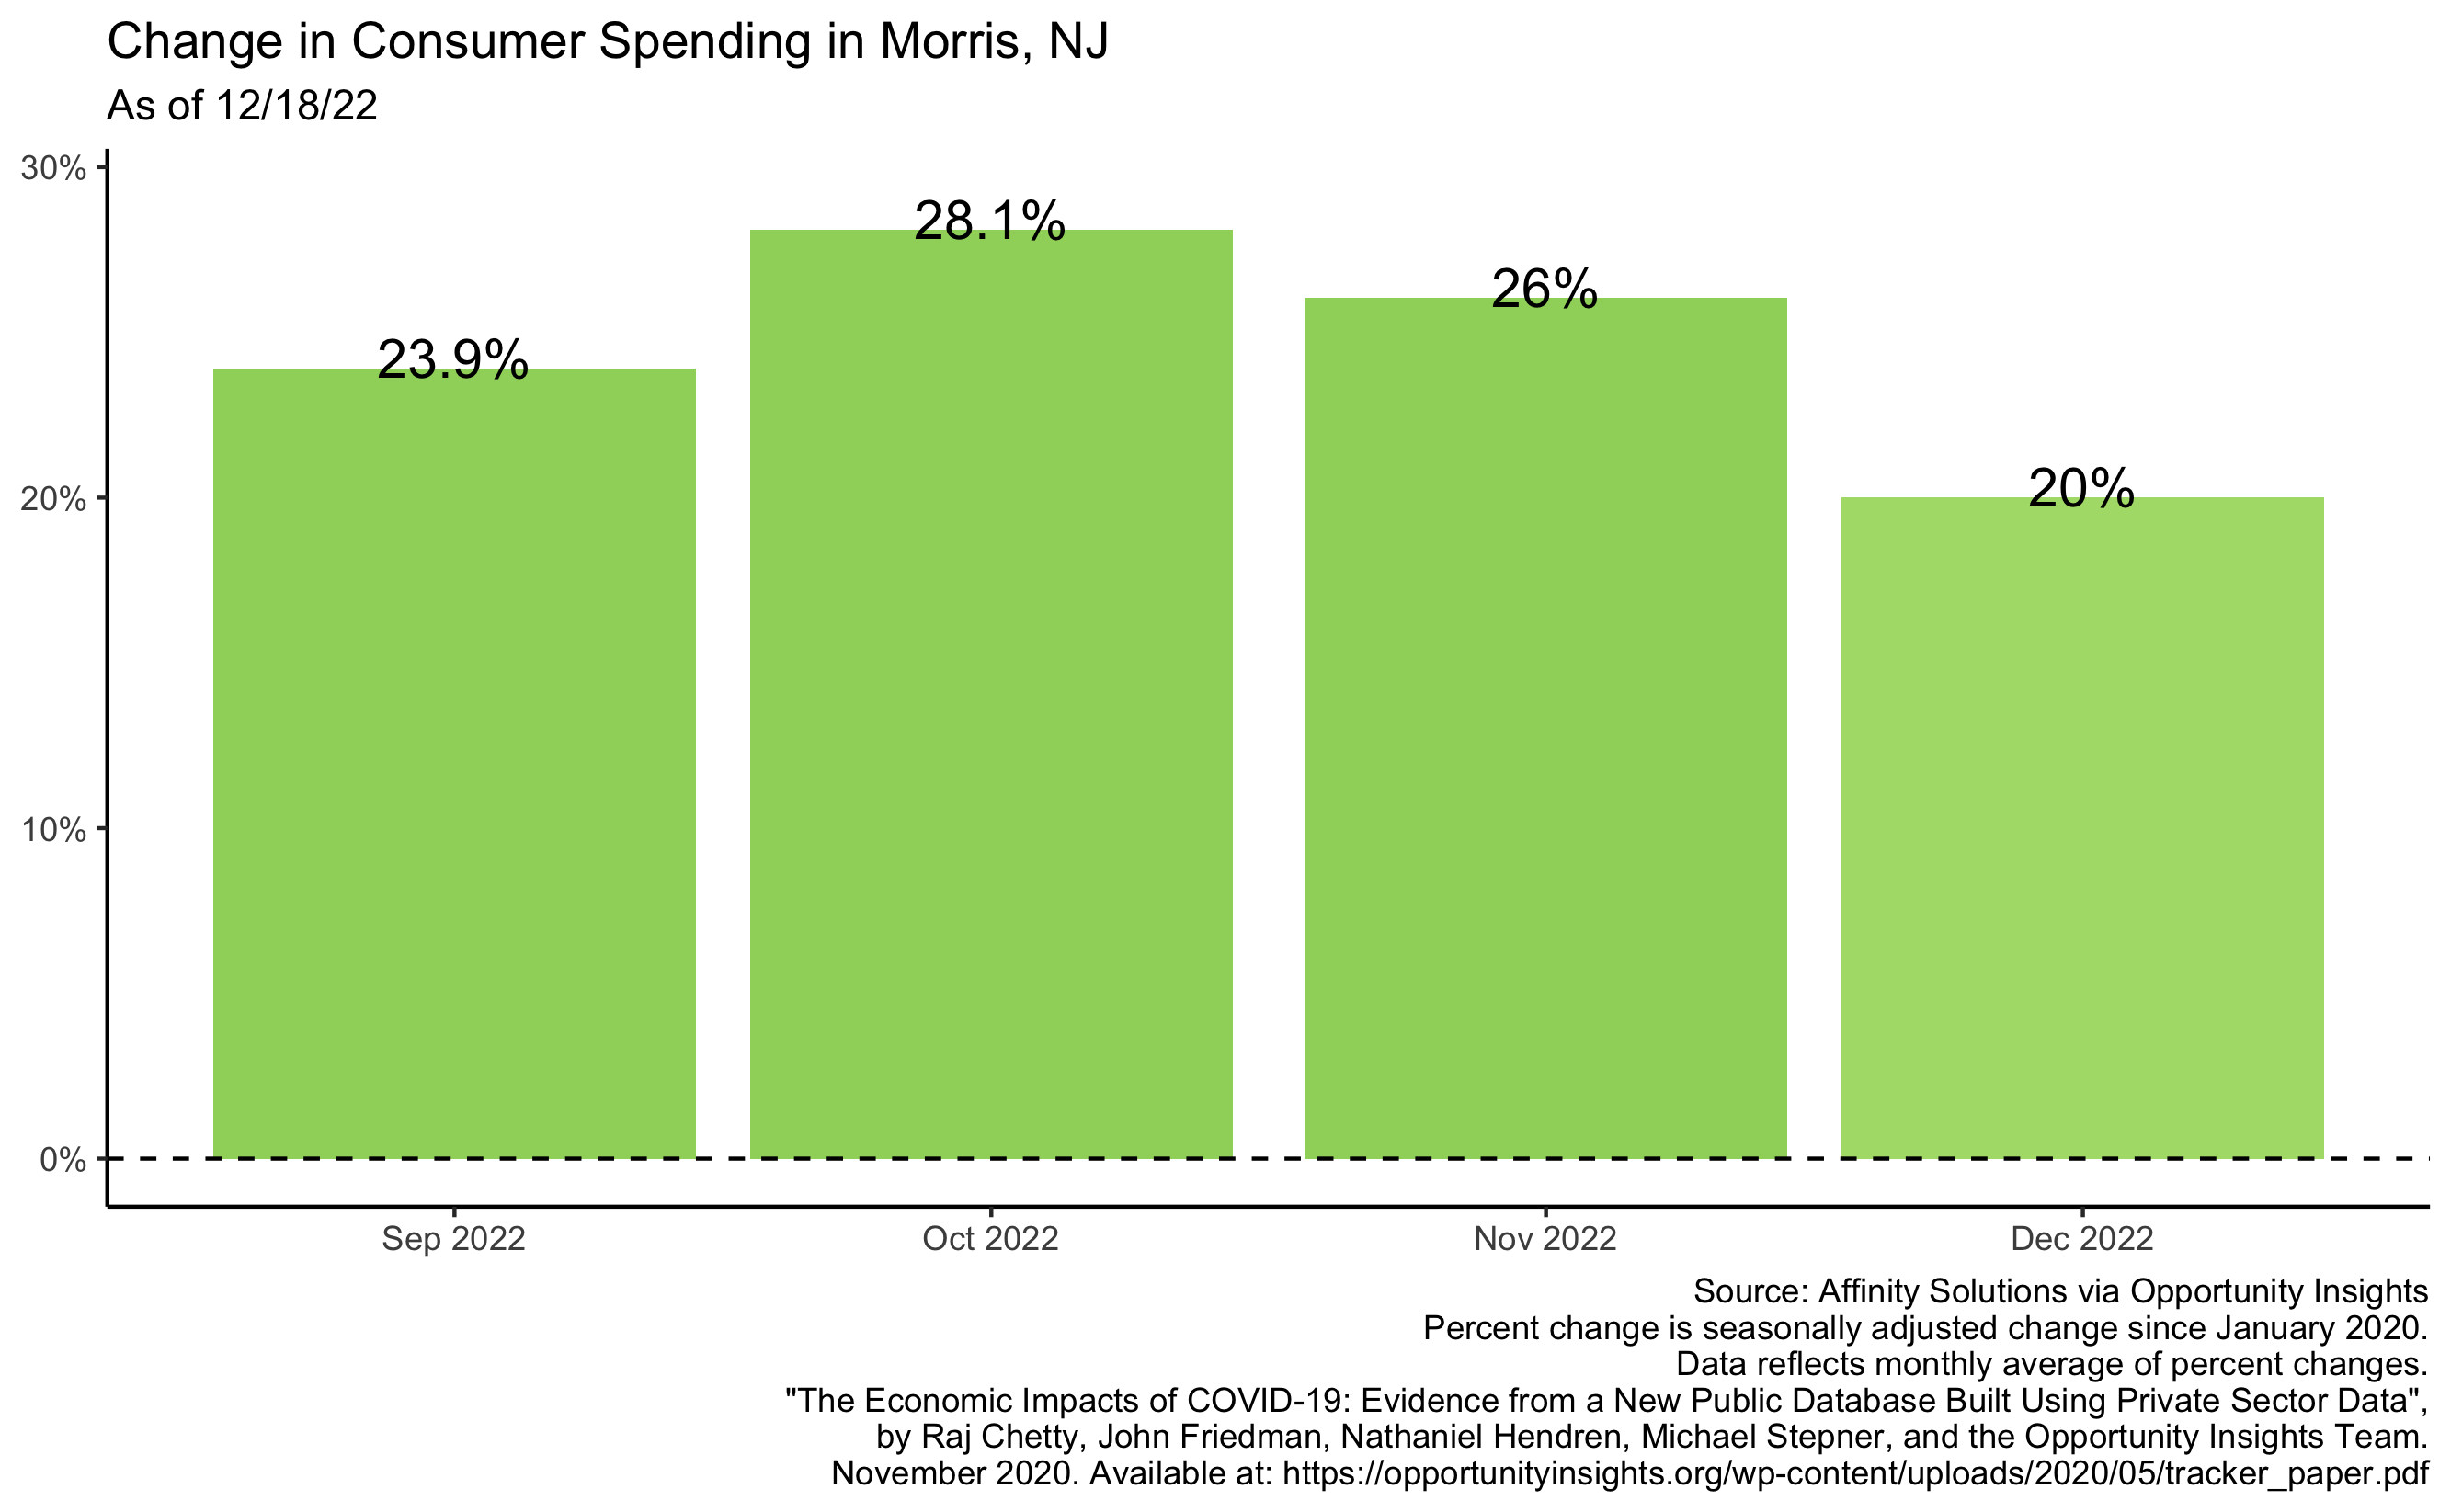 Change in Consumer Spending in Morris, NJ
As of 12/18/22
30%
20%
10%
0%
23.9%
28.1%
26%
20%
Sep 2022
Oct 2022
Nov 2022
Dec 2022
Source: Affinity Solutions via Opportunity Insights
Percent change is seasonally adjusted change since January 2020.
Data reflects monthly average of percent changes.
"The Economic Impacts of COVID-19: Evidence from a New Public Database Built Using Private Sector Data",
by Raj Chetty, John Friedman, Nathaniel Hendren, Michael Stepner, and the Opportunity Insights Team.
November 2020. Available at: https://opportunityinsights.org/wp-content/uploads/2020/05/tracker_paper.pdf